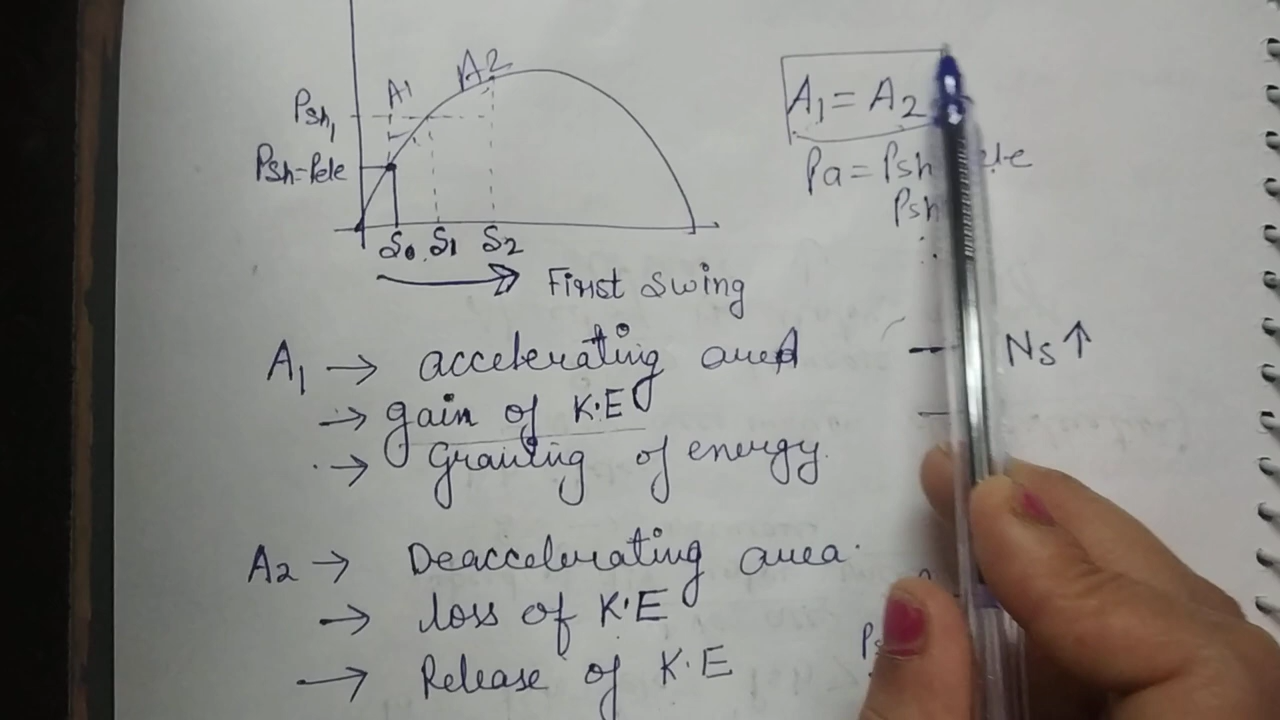 A1
A2
Psh1
Psh=Pele
δ0 δ1 δ2
First Swing
A1 = A2
Pa = Psh
Psh
Ns ↑
A1 → accelerating area
→ gain of K.E
→ of energy.
A2 → Deaccelerating area.
→ loss of K.E
→ Release of K.E